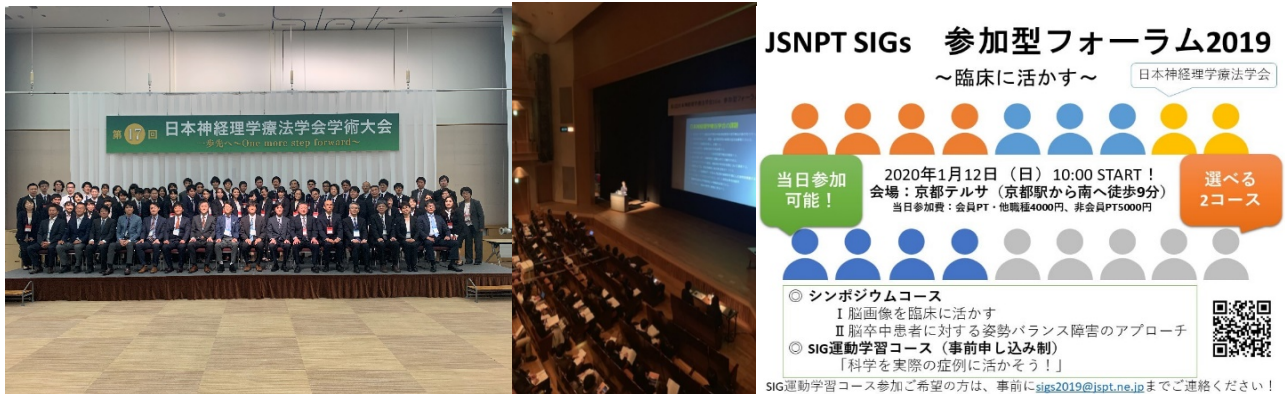 第17回 日本神経理学療法学会学術大会
一歩先へ～One more step forward～
JSNPT SIGs 参加型フォーラム2019
～臨床に活かす～
日本神経理学療法学会
当日参加
可能！
2020年1月12日（日）10:00 START！
会場：京都テルサ（京都駅から南へ徒歩9分）
当日参加費：会員PT・他職種4000円、非会員PT5000円
選べる
2コース
◎ シンポジウムコース
Ⅰ 脳画像を臨床に活かす
Ⅱ 脳卒中患者に対する姿勢バランス障害のアプローチ
◎ SIG運動学習コース（事前申し込み制）
「科学を実際の症例に活かそう！」
SIG運動学習コース参加ご希望の方は、事前にsigs2019@jspt.ne.jpまでご連絡ください！